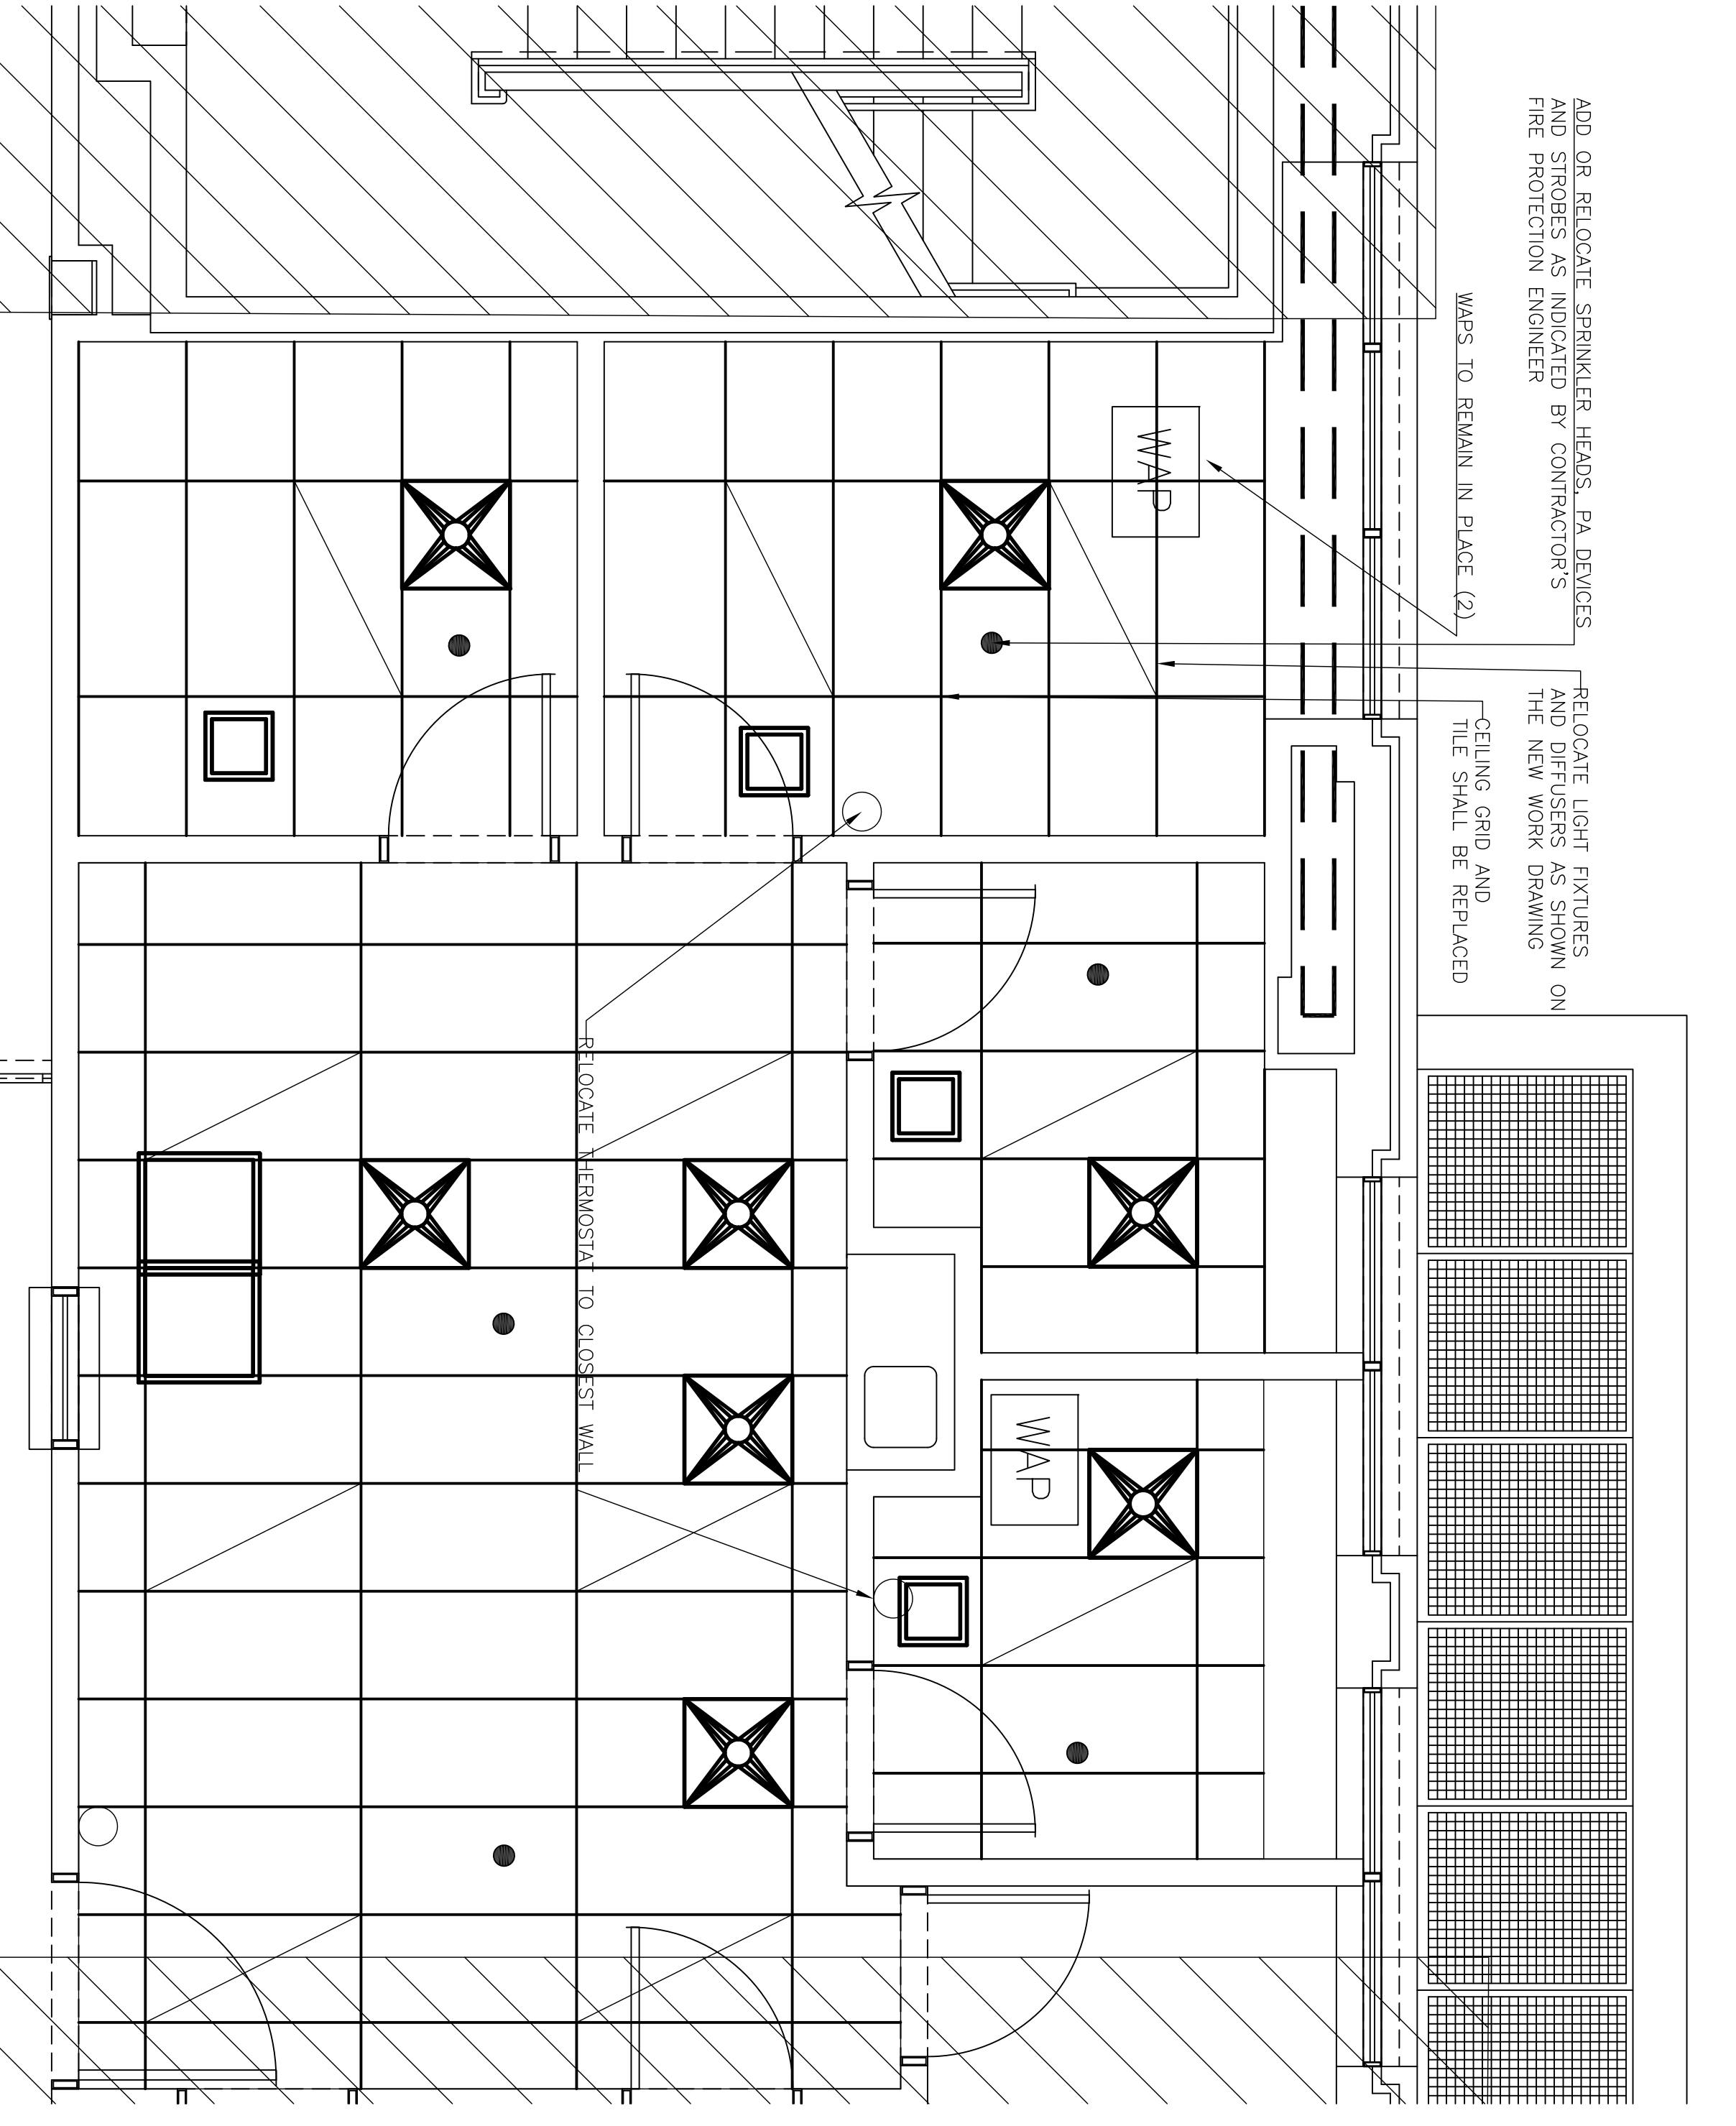 ADD OR RELOCATE SPRINKLER HEADS, PA DEVICES
AND STROBES AS INDICATED BY CONTRACTOR'S
FIRE PROTECTION ENGINEER
WAPS TO REMAIN IN PLACE (2)
RELOCATE LIGHT FIXTURES
AND DIFFUSERS AS SHOWN ON
THE NEW WORK DRAWING
CEILING GRID AND
TILE SHALL BE REPLACED
WAP
RELOCATE THERMOSTAT TO CLOSEST WALL
WAP